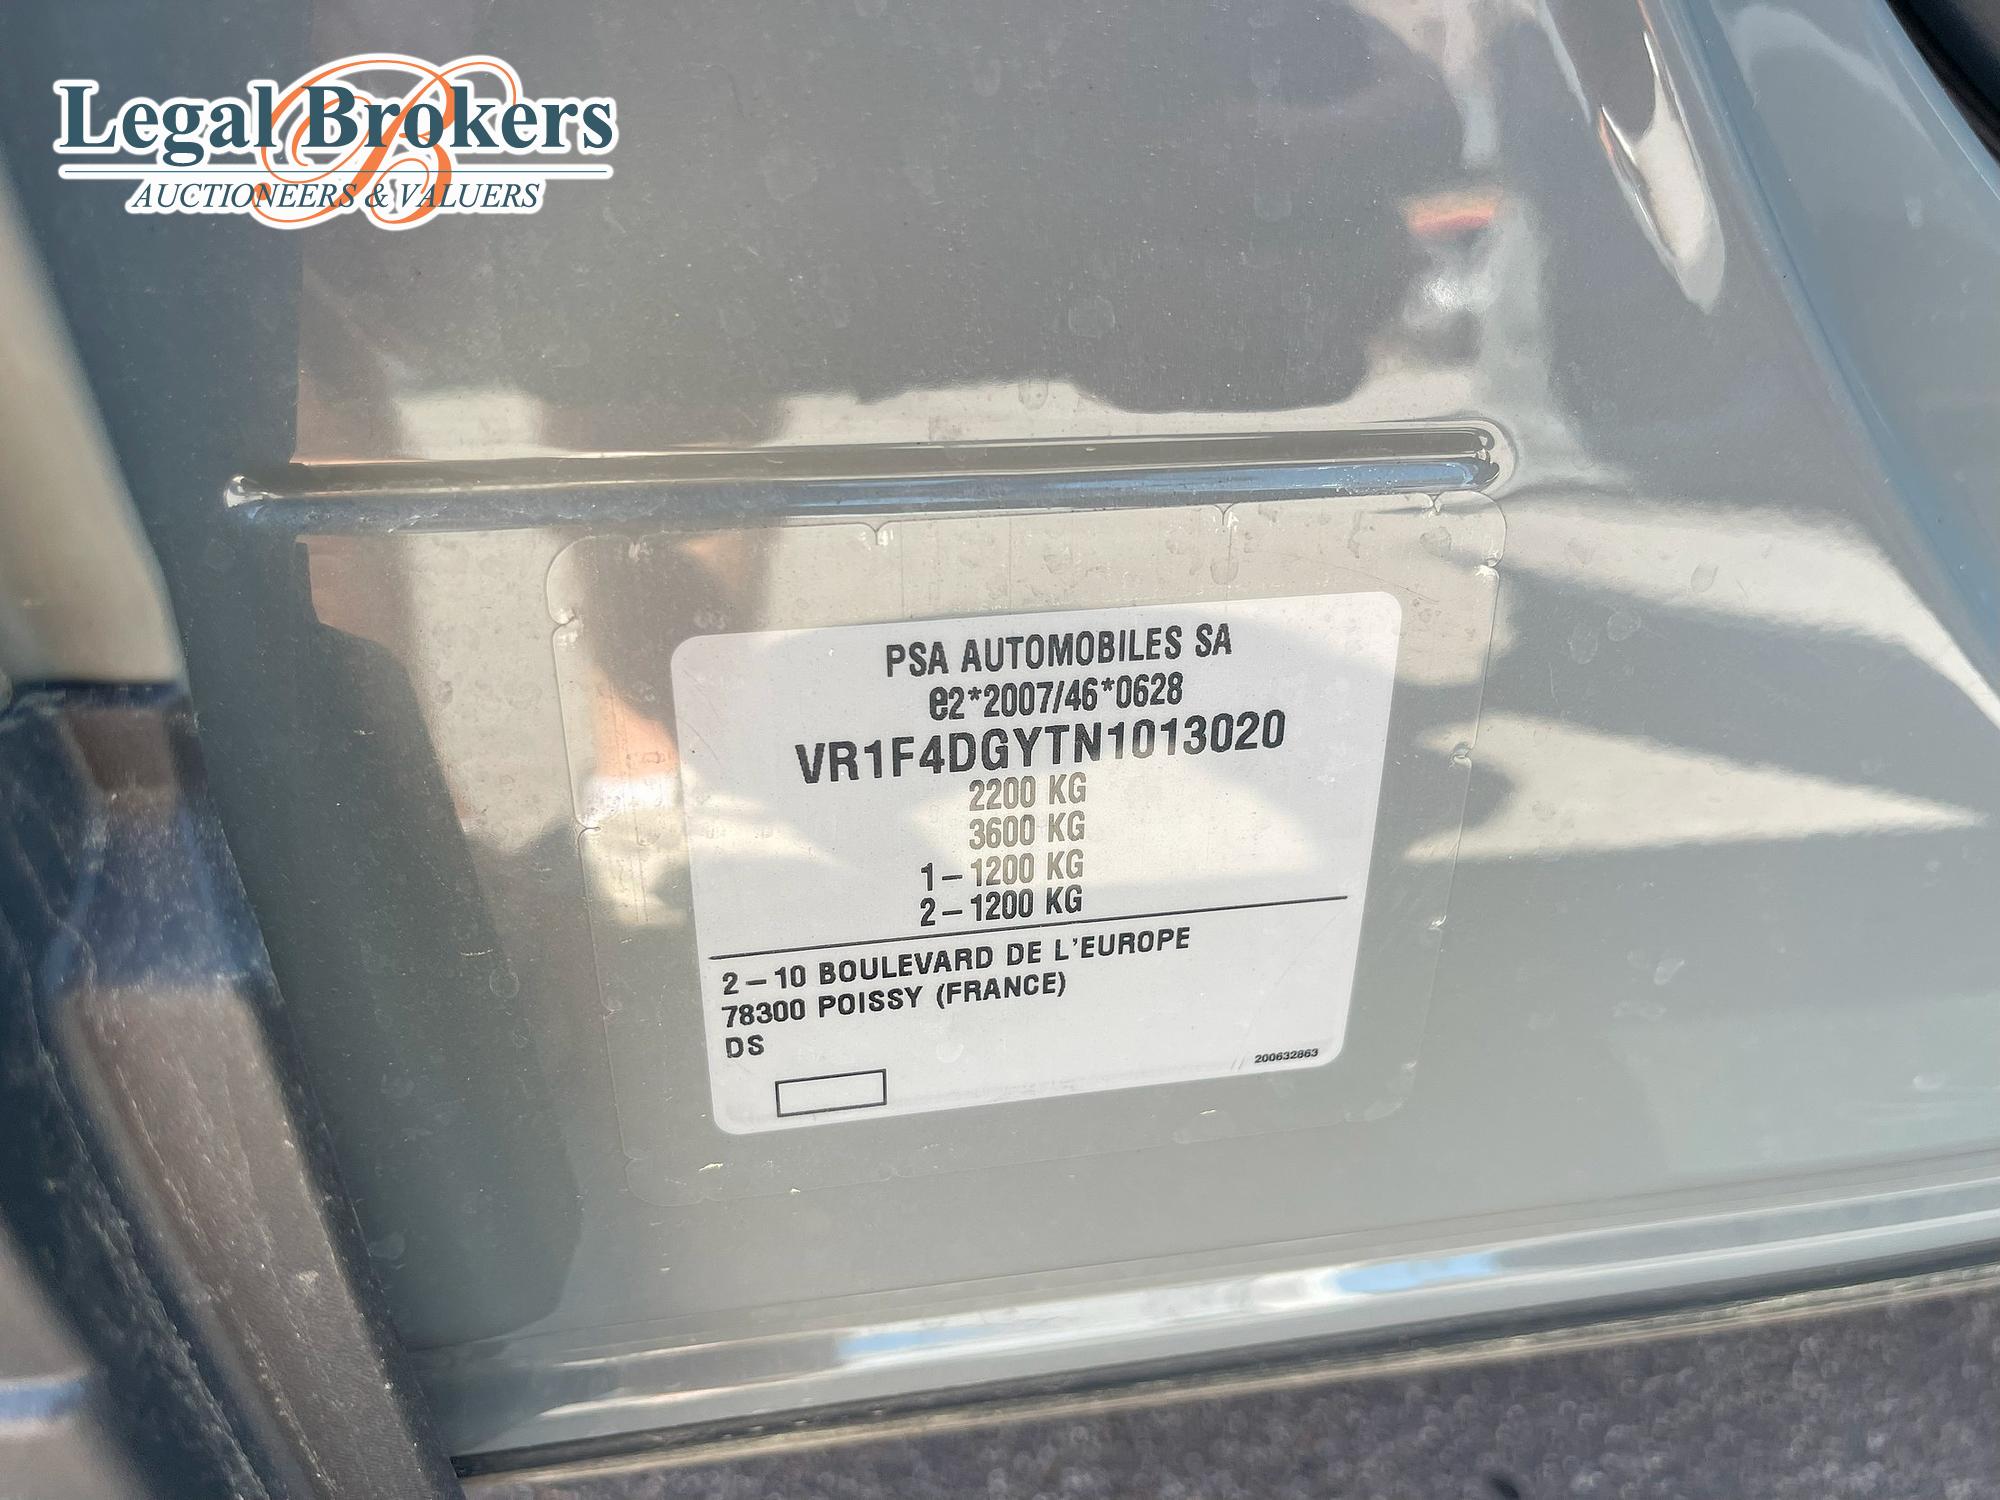 Legal Brokers
AUCTIONEERS & VALUERS
PSA AUTOMOBILES SA
e2*2007/46*0628
VR1F4DGYTN1013020
2200 KG
3600 KG
1 – 1200 KG
2 – 1200 KG
2 – 10 BOULEVARD DE L'EUROPE
78300 POISSY (FRANCE)
DS
200632863